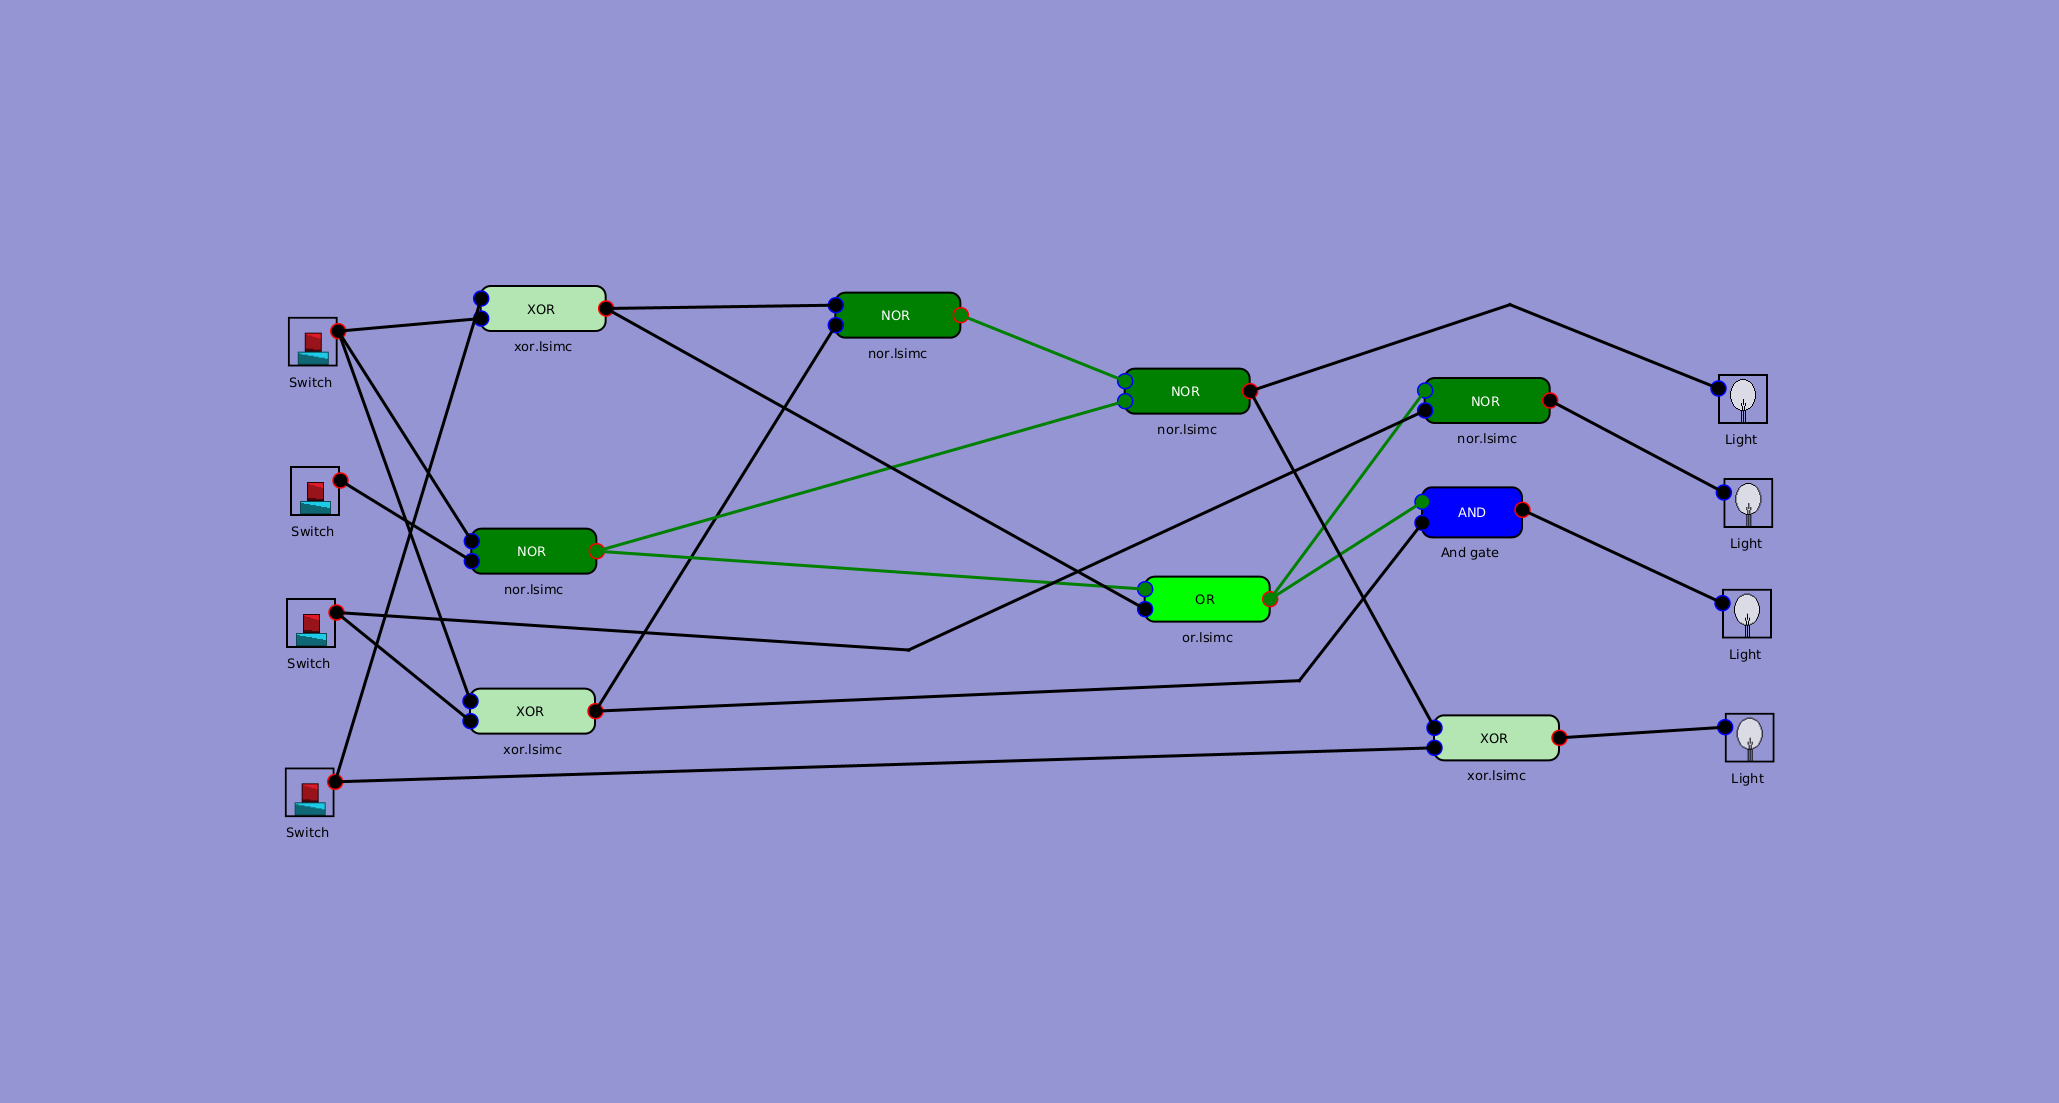 XOR
xor.lsimc
NOR
nor.lsimc
Switch
NOR
nor.lsimc
NOR
nor.lsimc
Light
Switch
NOR
nor.lsimc
AND
And gate
Light
Switch
OR
or.lsimc
Light
XOR
xor.lsimc
XOR
xor.lsimc
Light
Switch